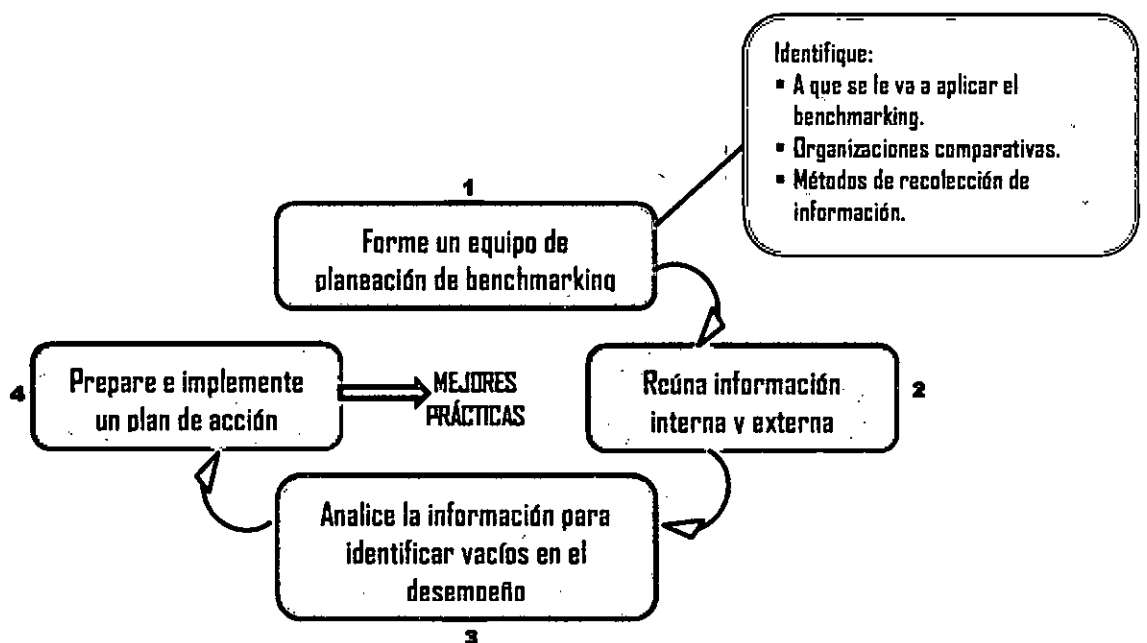 Identifique:
▪ A que se le va a aplicar el
benchmarking.
▪ Organizaciones comparativas.
▪ Métodos de recolección de
información.
1
Forme un equipo de
planeación de benchmarking
2
Reúna información
interna y externa
3
Analice la información para
identificar vacíos en el
desempeño
4
Prepare e implemente
un plan de acción
MEJORES
PRÁCTICAS